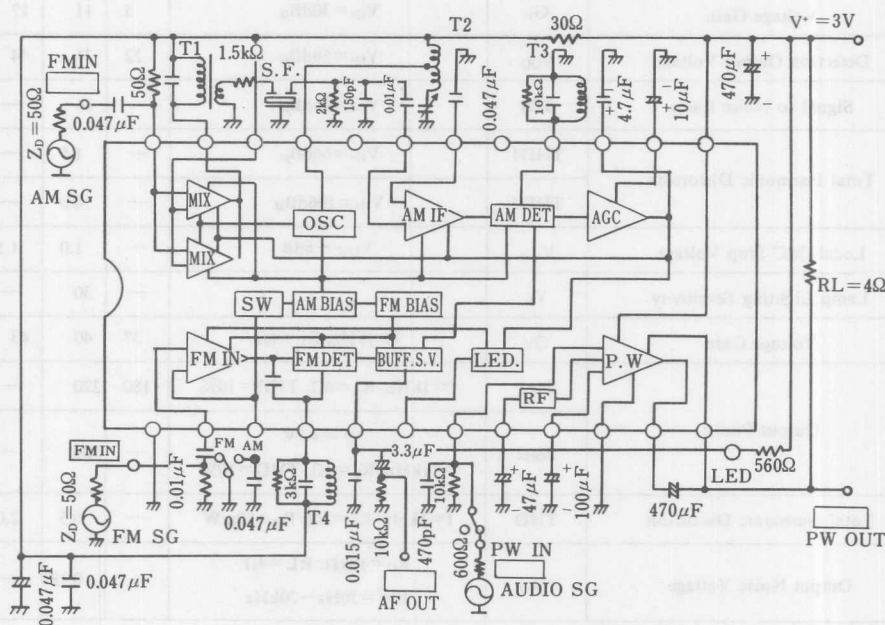 T2
30Ω
V⁺=3V
FMIN
50Ω
T1
1.5kΩ
S.F.
2kΩ
150pF
0.01μF
0.047μF
T3
10kΩ
4.7μF
10μF
470μF
Z_D=50Ω
0.047μF
AM SG
MIX
MIX
OSC
AM IF
AM DET
AGC
RL=4Ω
SW
AM BIAS
FM BIAS
FM IN
FM DET
BUFF.S.V.
LED.
RF
P.W
FMIN
FM AM
3.3μF
LED
560Ω
Z_D=50Ω
0.01μF
3kΩ
T4
0.047μF
0.015μF
10kΩ
470pF
10kΩ
47μF
100μF
470μF
FM SG
PW OUT
0.047μF
0.047μF
600Ω
PW IN
AF OUT
AUDIO SG